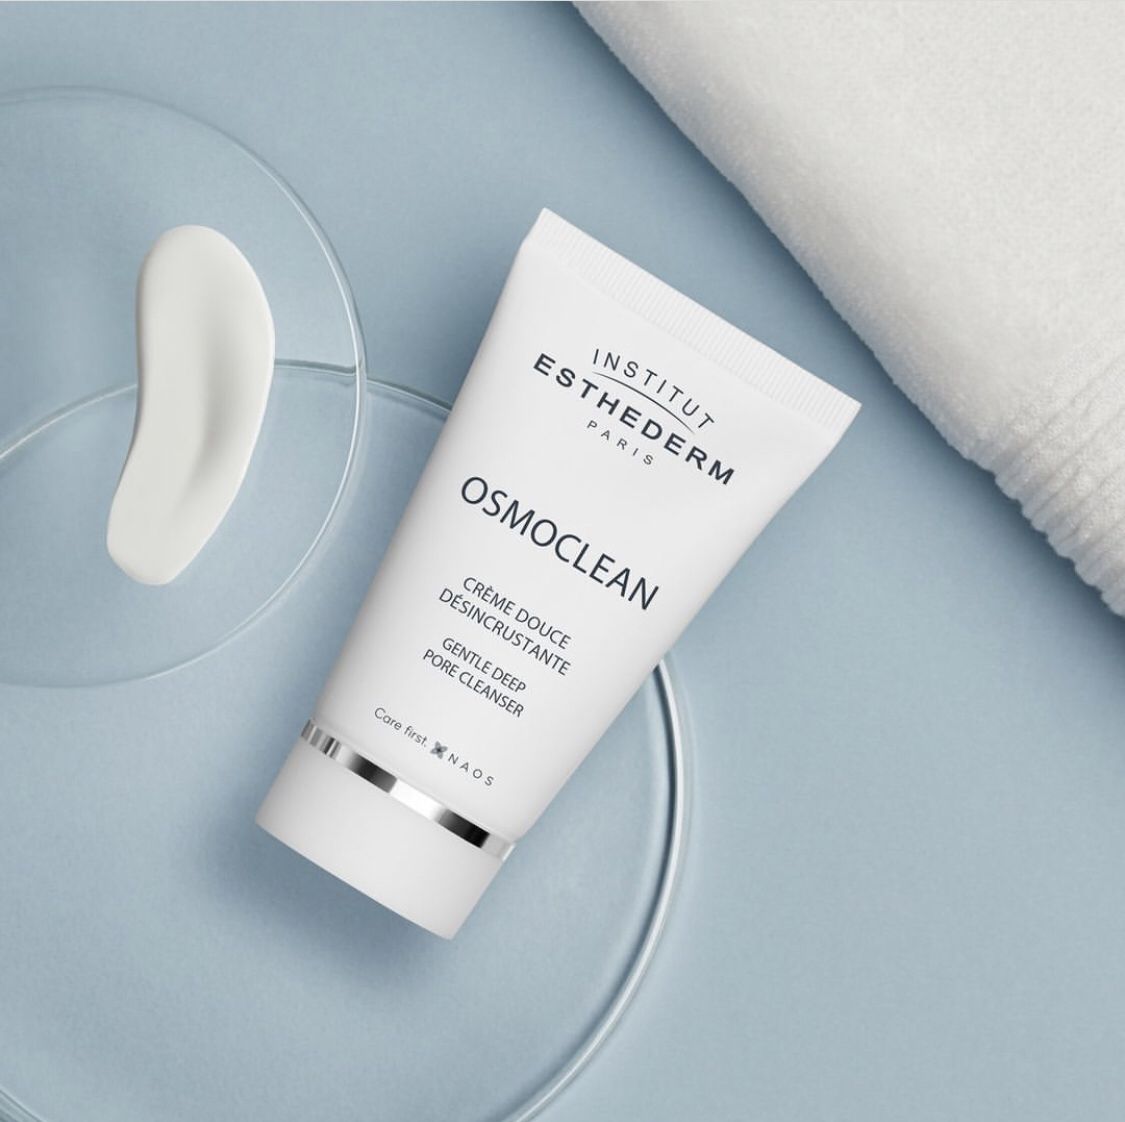 INSTITUT
ESTHEDERM
PARIS
OSMOCLEAN
CRÈME DOUCE
DÉSINCRUSTANTE
GENTLE DEEP
PORE CLEANSER
Care first. NAOS